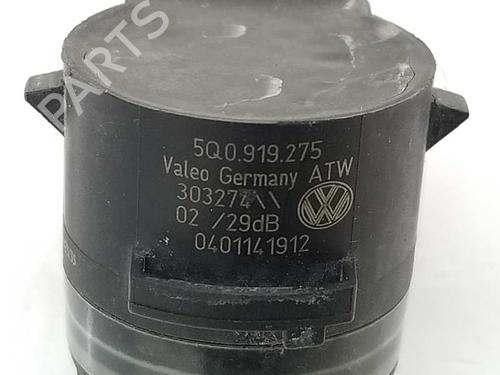 PARTS
5Q0.919.275
Valeo Germany ATW
303274
02 /29dB
0401141912